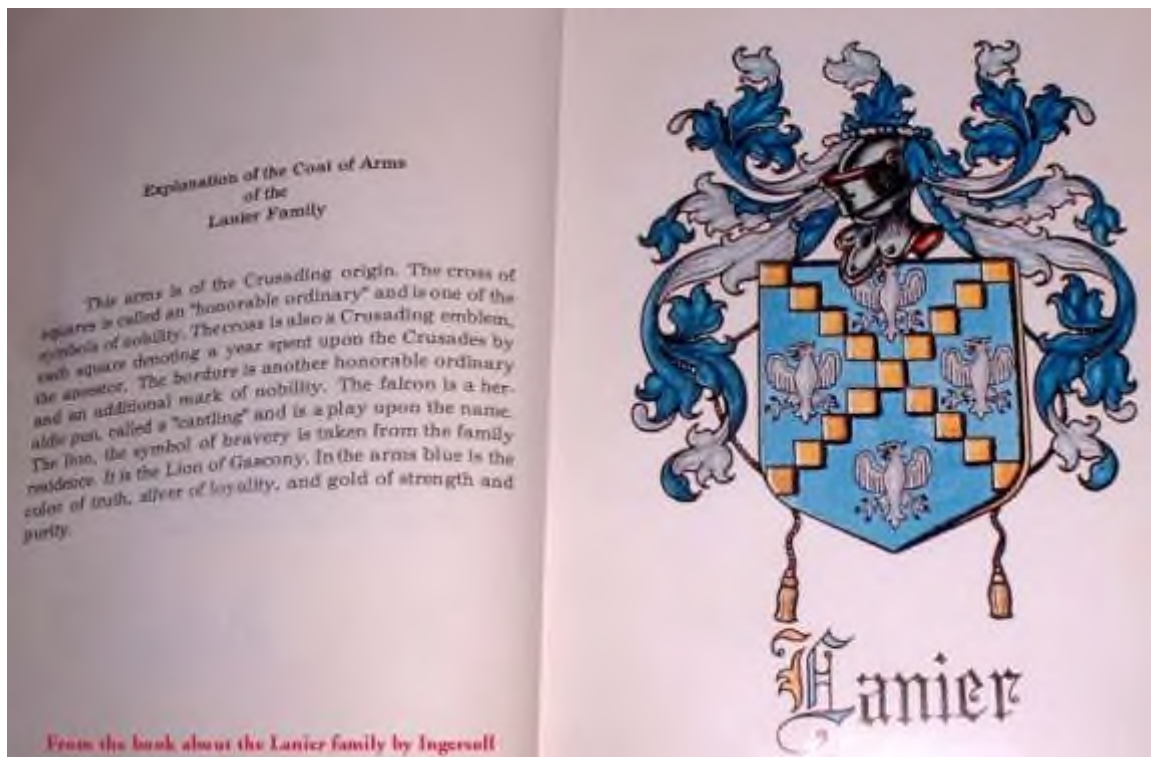 Explanation of the Coat of Arms
of the
Lanier Family
This arms is of the Crusading origin. The cross of
squares is called an "honorable ordinary" and is one of the
symbols of nobility. The cross is also a Crusading emblem,
each square denoting a year spent upon the Crusades by
the ancestor. The bordure is another honorable ordinary
and an additional mark of nobility. The falcon is a her-
aldic pun, called a "cantling" and is a play upon the name.
The lion, the symbol of bravery is taken from the family
residence. It is the Lion of Gascony. In the arms blue is the
color of truth, silver of loyality, and gold of strength and
purity.
From the book about the Lanier family by Ingersoll
Lanier